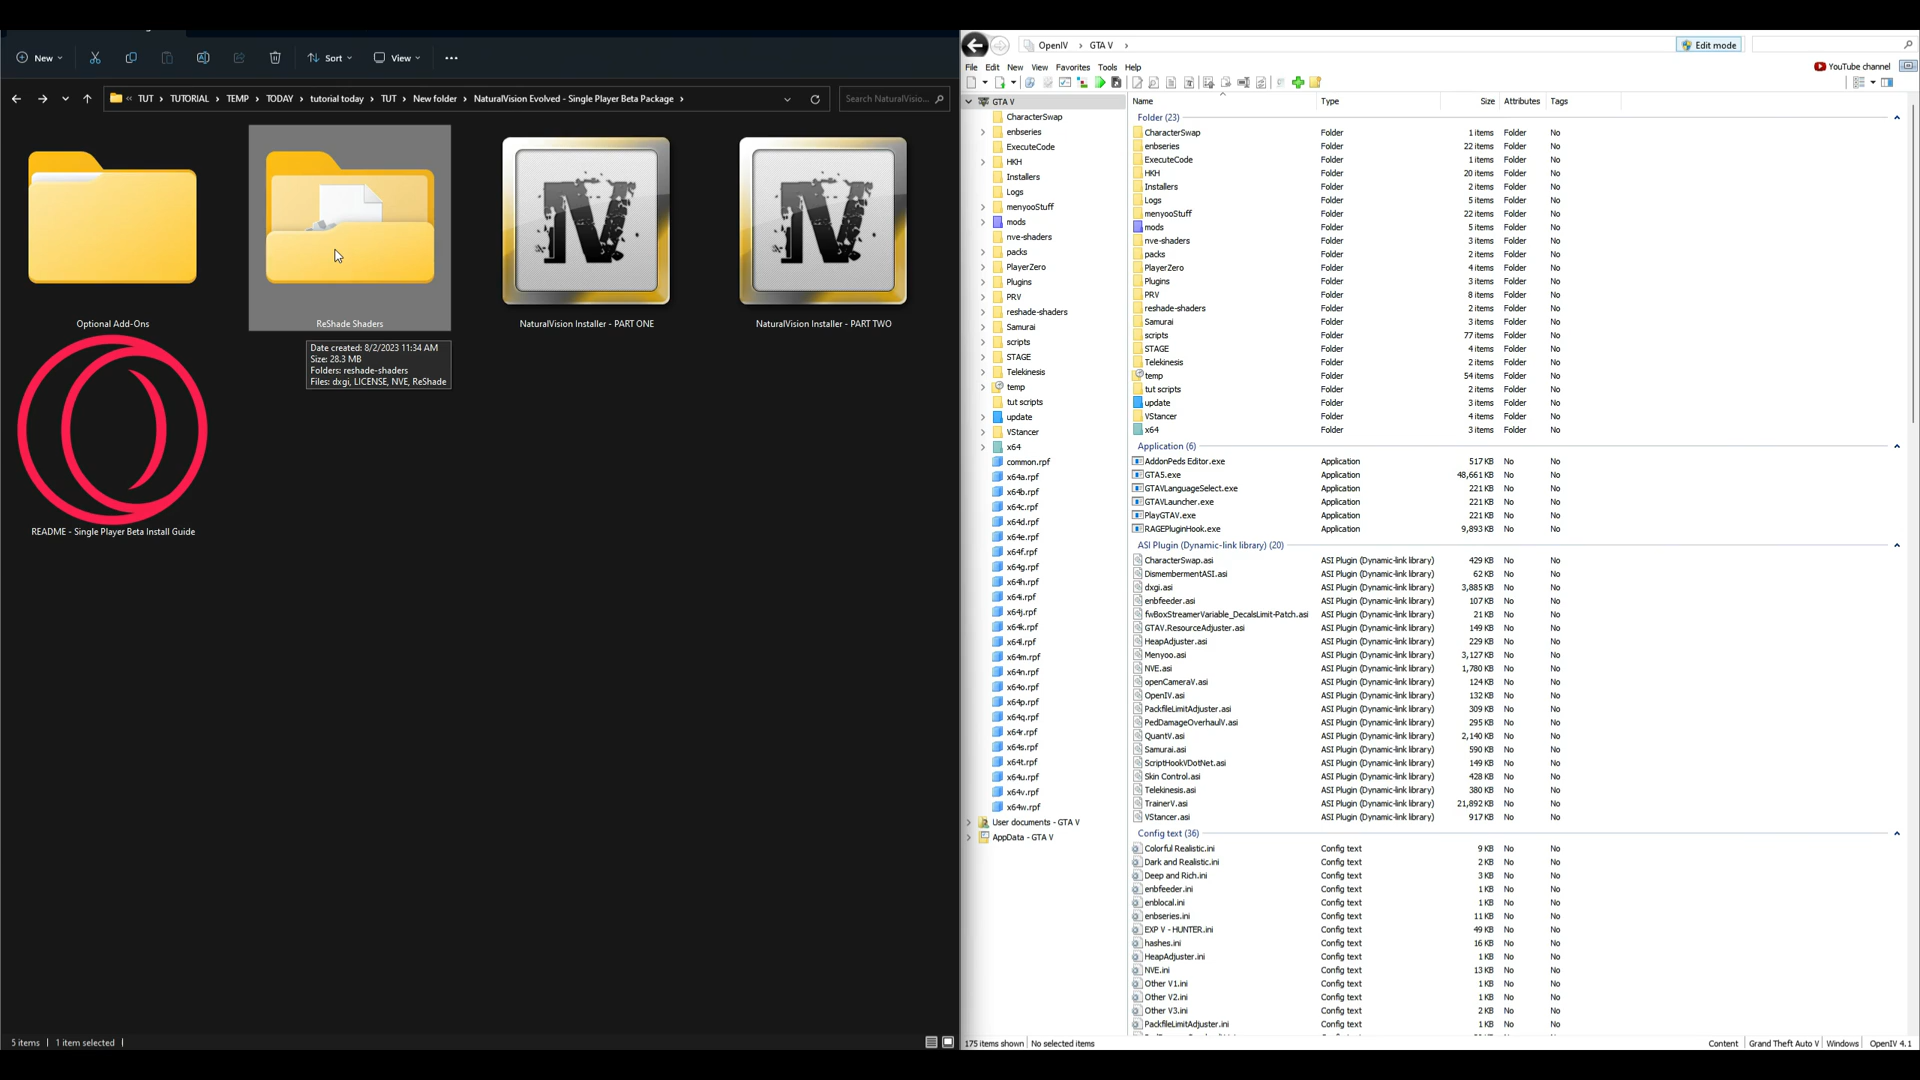 New
Sort
View
TUT > TUTORIAL > TEMP > TODAY > tutorial today > TUT > New folder > NaturalVision Evolved - Single Player Beta Package >
Search NaturalVisio...
Optional Add-Ons
ReShade Shaders
NaturalVision Installer - PART ONE
NaturalVision Installer - PART TWO
Date created: 8/2/2023 11:34 AM
Size: 28.3 MB
Folders: reshade-shaders
Files: dxgi, LICENSE, NVE, ReShade
README - Single Player Beta Install Guide
5 items | 1 item selected |
OpenIV > GTA V >
Edit mode
File Edit New View Favorites Tools Help
YouTube channel
GTA V
CharacterSwap
enbseries
ExecuteCode
HKH
Installers
Logs
menyooStuff
mods
nve-shaders
packs
PlayerZero
Plugins
PRV
reshade-shaders
Samurai
scripts
STAGE
Telekinesis
temp
tut scripts
update
VStancer
x64
common.rpf
x64a.rpf
x64b.rpf
x64c.rpf
x64d.rpf
x64e.rpf
x64f.rpf
x64g.rpf
x64h.rpf
x64i.rpf
x64j.rpf
x64k.rpf
x64l.rpf
x64m.rpf
x64n.rpf
x64o.rpf
x64p.rpf
x64q.rpf
x64r.rpf
x64s.rpf
x64t.rpf
x64u.rpf
x64v.rpf
x64w.rpf
User documents - GTA V
AppData - GTA V
Name Type Size Attributes Tags
Folder (23)
CharacterSwap Folder 1 items Folder No
enbseries Folder 22 items Folder No
ExecuteCode Folder 1 items Folder No
HKH Folder 20 items Folder No
Installers Folder 2 items Folder No
Logs Folder 5 items Folder No
menyooStuff Folder 22 items Folder No
mods Folder 5 items Folder No
nve-shaders Folder 3 items Folder No
packs Folder 2 items Folder No
PlayerZero Folder 4 items Folder No
Plugins Folder 3 items Folder No
PRV Folder 8 items Folder No
reshade-shaders Folder 2 items Folder No
Samurai Folder 3 items Folder No
scripts Folder 77 items Folder No
STAGE Folder 4 items Folder No
Telekinesis Folder 2 items Folder No
temp Folder 54 items Folder No
tut scripts Folder 2 items Folder No
update Folder 3 items Folder No
VStancer Folder 4 items Folder No
x64 Folder 3 items Folder No
Application (6)
AddonPeds Editor.exe Application 517 KB No No
GTA5.exe Application 48,661 KB No No
GTAVLanguageSelect.exe Application 221 KB No No
GTAVLauncher.exe Application 221 KB No No
PlayGTAV.exe Application 221 KB No No
RAGEPluginHook.exe Application 9,893 KB No No
ASI Plugin (Dynamic-link library) (20)
CharacterSwap.asi ASI Plugin (Dynamic-link library) 429 KB No No
DismembermentASI.asi ASI Plugin (Dynamic-link library) 62 KB No No
dxgi.asi ASI Plugin (Dynamic-link library) 3,885 KB No No
enbfeeder.asi ASI Plugin (Dynamic-link library) 107 KB No No
fwBoxStreamerVariable_DecalsLimit-Patch.asi ASI Plugin (Dynamic-link library) 21 KB No No
GTAV.ResourceAdjuster.asi ASI Plugin (Dynamic-link library) 149 KB No No
HeapAdjuster.asi ASI Plugin (Dynamic-link library) 229 KB No No
Menyoo.asi ASI Plugin (Dynamic-link library) 3,127 KB No No
NVE.asi ASI Plugin (Dynamic-link library) 1,780 KB No No
openCameraV.asi ASI Plugin (Dynamic-link library) 124 KB No No
OpenIV.asi ASI Plugin (Dynamic-link library) 132 KB No No
PackfileLimitAdjuster.asi ASI Plugin (Dynamic-link library) 309 KB No No
PedDamageOverhaulV.asi ASI Plugin (Dynamic-link library) 295 KB No No
QuantV.asi ASI Plugin (Dynamic-link library) 2,140 KB No No
Samurai.asi ASI Plugin (Dynamic-link library) 590 KB No No
ScriptHookVDotNet.asi ASI Plugin (Dynamic-link library) 149 KB No No
Skin Control.asi ASI Plugin (Dynamic-link library) 428 KB No No
Telekinesis.asi ASI Plugin (Dynamic-link library) 380 KB No No
TrainerV.asi ASI Plugin (Dynamic-link library) 21,892 KB No No
VStancer.asi ASI Plugin (Dynamic-link library) 917 KB No No
Config text (36)
Colorful Realistic.ini Config text 9 KB No No
Dark and Realistic.ini Config text 2 KB No No
Deep and Rich.ini Config text 3 KB No No
enbfeeder.ini Config text 1 KB No No
enblocal.ini Config text 1 KB No No
enbseries.ini Config text 11 KB No No
EXP V - HUNTER.ini Config text 49 KB No No
hashes.ini Config text 16 KB No No
HeapAdjuster.ini Config text 1 KB No No
NVE.ini Config text 13 KB No No
Other V1.ini Config text 1 KB No No
Other V2.ini Config text 1 KB No No
Other V3.ini Config text 2 KB No No
PackfileLimitAdjuster.ini Config text 1 KB No No
175 items shown | No selected items
Content | Grand Theft Auto V | Windows | OpenIV 4.1